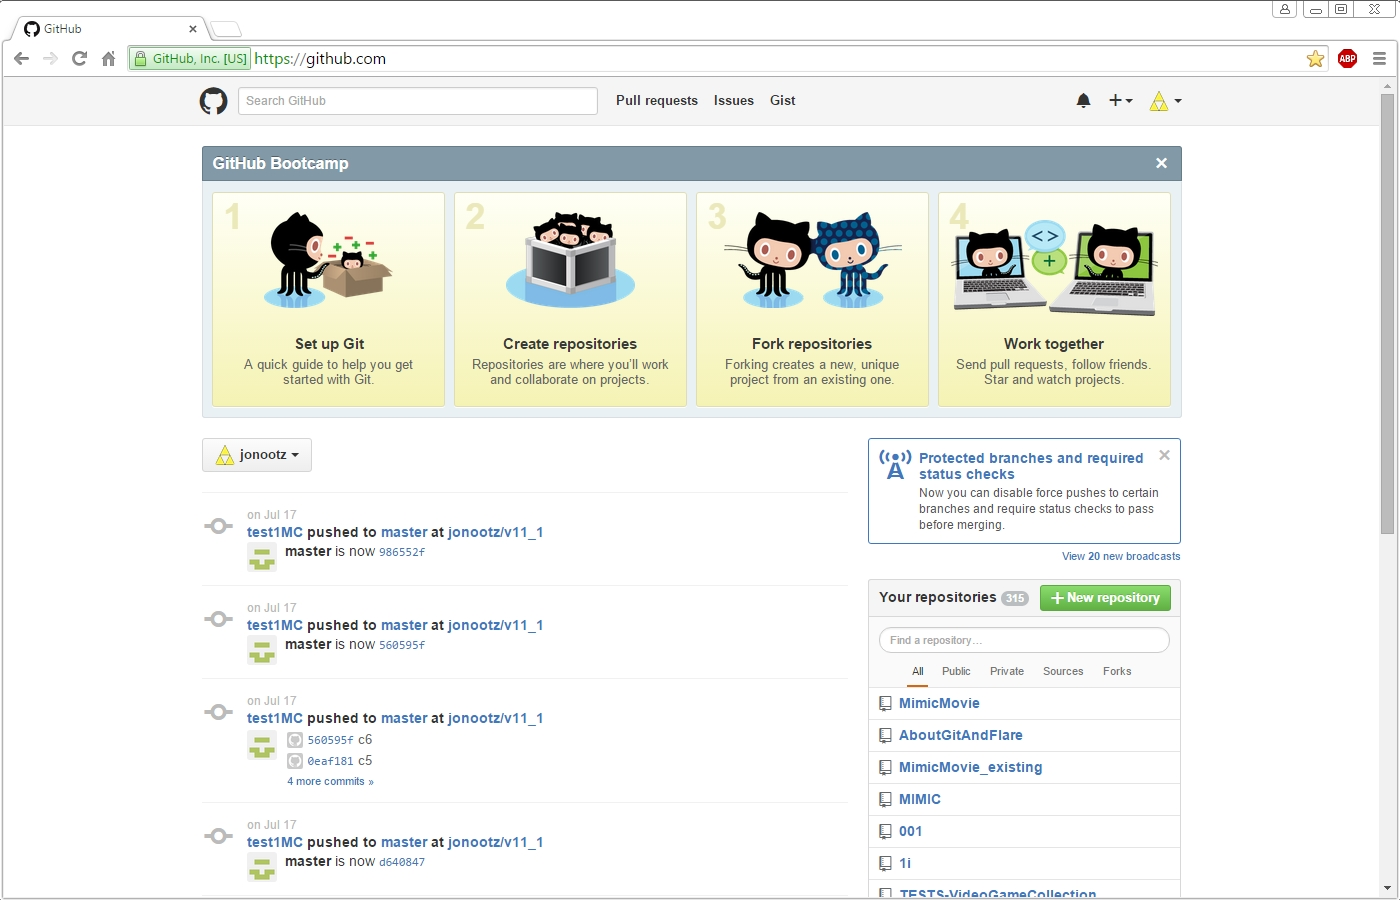 GitHub
GitHub, Inc. [US] https://github.com
ABP
Search GitHub
Pull requests Issues Gist
GitHub Bootcamp
1
Set up Git
A quick guide to help you get
started with Git.
2
Create repositories
Repositories are where you'll work
and collaborate on projects.
3
Fork repositories
Forking creates a new, unique
project from an existing one.
4
<>
Work together
Send pull requests, follow friends.
Star and watch projects.
jonootz
on Jul 17
test1MC pushed to master at jonootz/v11_1
master is now 986552f
on Jul 17
test1MC pushed to master at jonootz/v11_1
master is now 560595f
on Jul 17
test1MC pushed to master at jonootz/v11_1
560595f c6
0eaf181 c5
4 more commits »
on Jul 17
test1MC pushed to master at jonootz/v11_1
master is now d640847
Protected branches and required
status checks
Now you can disable force pushes to certain
branches and require status checks to pass
before merging.
View 20 new broadcasts
Your repositories 315
New repository
Find a repository...
All Public Private Sources Forks
MimicMovie
AboutGitAndFlare
MimicMovie_existing
MIMIC
001
1i
TESTS-VideoGameCollection